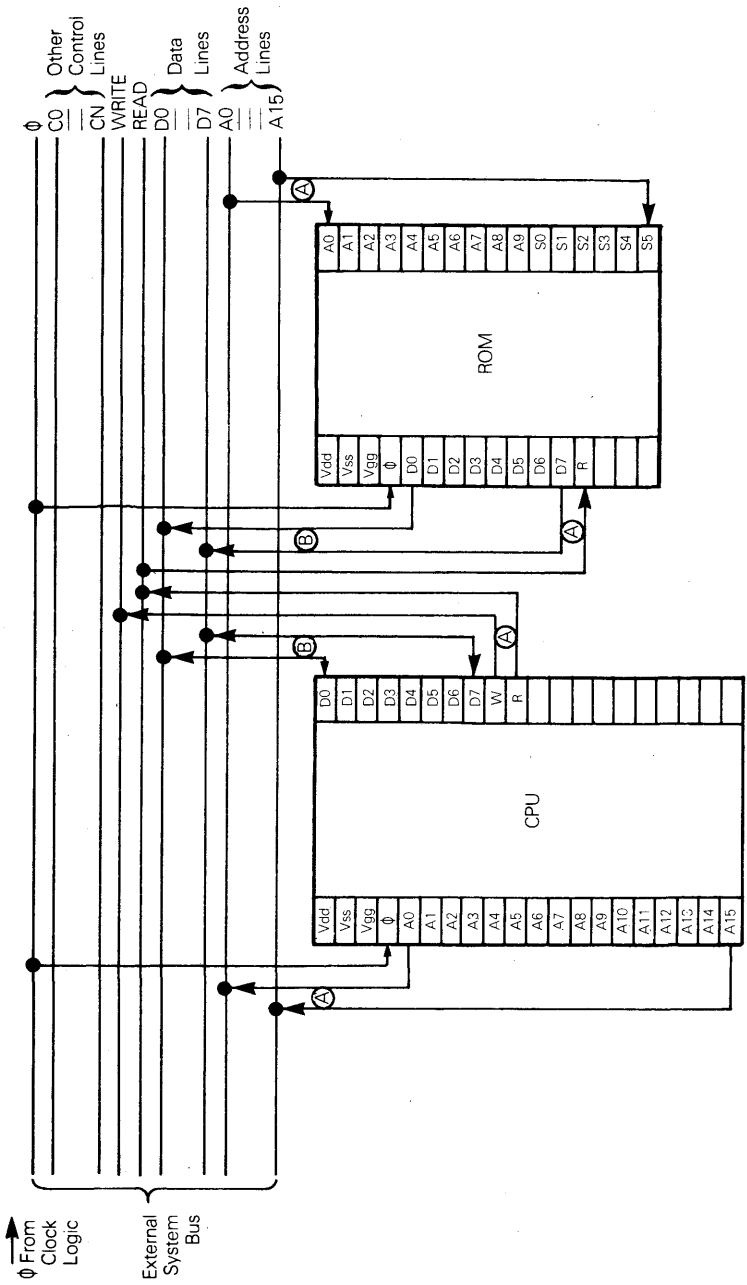 Φ From
Clock
Logic
External
System
Bus
Φ
C0
CN
Other
Control
Lines
WRITE
READ
D0
D7
Data
Lines
A0
A15
Address
Lines
A
A
B
A
B
A
CPU
Vdd
Vss
Vgg
Φ
A0
A1
A2
A3
A4
A5
A6
A7
A8
A9
A10
A11
A12
A13
A14
A15
D0
D1
D2
D3
D4
D5
D6
D7
W
R
ROM
Vdd
Vss
Vgg
Φ
D0
D1
D2
D3
D4
D5
D6
D7
R
A0
A1
A2
A3
A4
A5
A6
A7
A8
A9
S0
S1
S2
S3
S4
S5